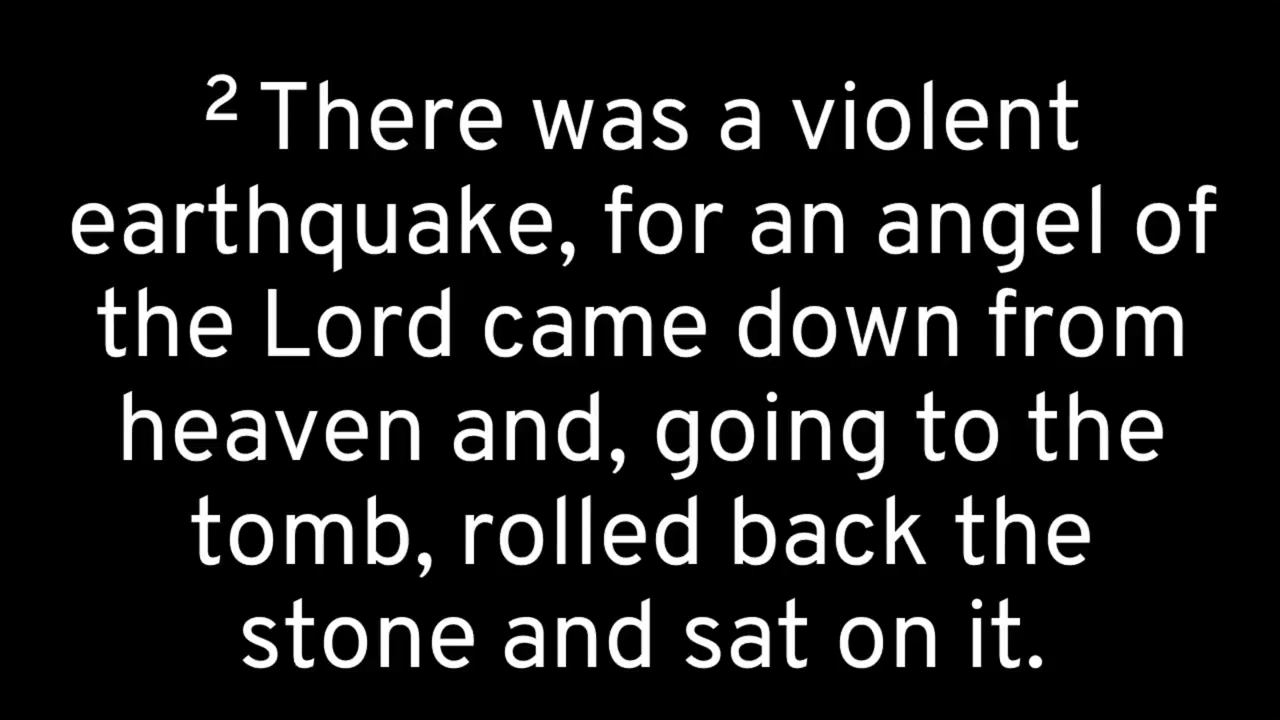 ² There was a violent
earthquake, for an angel of
the Lord came down from
heaven and, going to the
tomb, rolled back the
stone and sat on it.